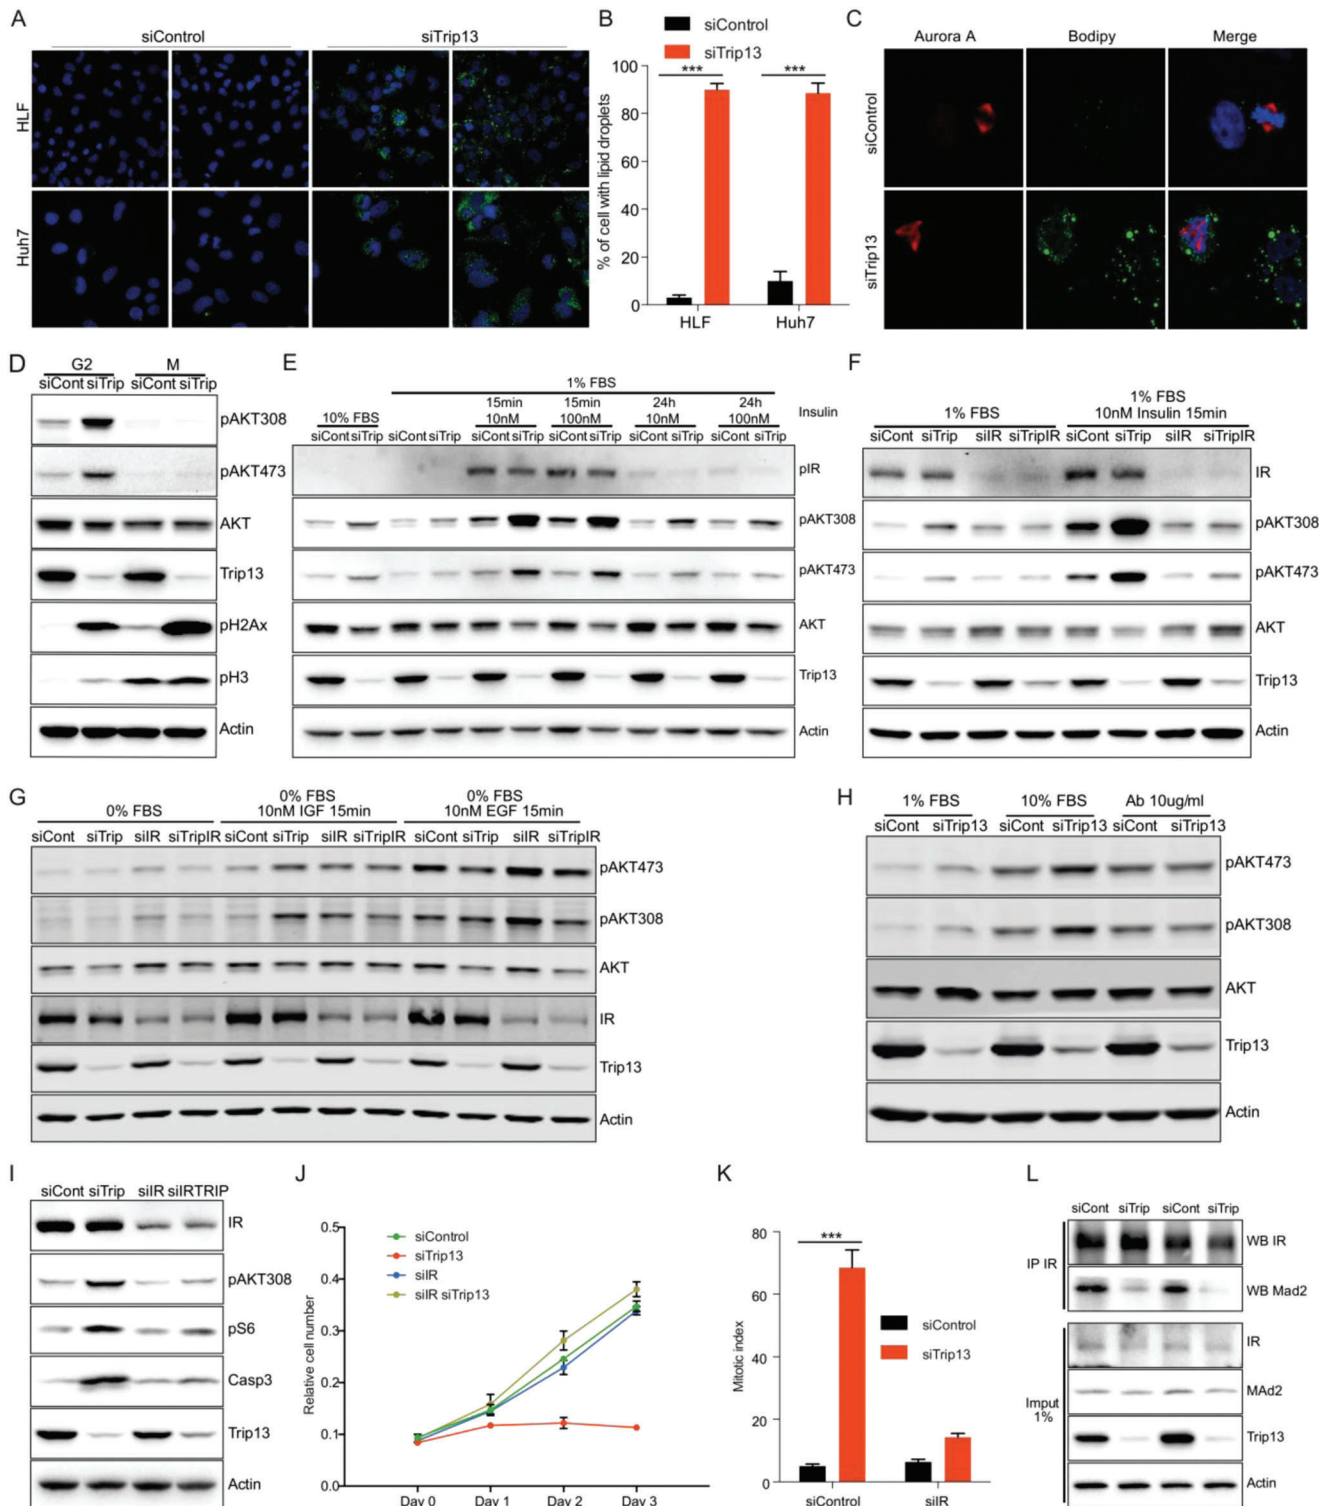 A
siControl
siTrip13
HLF
Huh7
B
siControl
siTrip13
% of cell with lipid droplets
100
80
60
40
20
0
***
***
HLF
Huh7
C
Aurora A
Bodipy
Merge
siControl
siTrip13
D
G2
M
siCont siTrip siCont siTrip
pAKT308
pAKT473
AKT
Trip13
pH2Ax
pH3
Actin
E
1% FBS
15min 15min 24h 24h
10% FBS 10nM 100nM 10nM 100nM
Insulin
siCont siTrip siCont siTrip siCont siTrip siCont siTrip siCont siTrip siCont siTrip
pIR
pAKT308
pAKT473
AKT
Trip13
Actin
F
1% FBS
1% FBS 10nM Insulin 15min
siCont siTrip siIR siTripIR siCont siTrip siIR siTripIR
IR
pAKT308
pAKT473
AKT
Trip13
Actin
G
0% FBS 0% FBS
0% FBS 10nM IGF 15min 10nM EGF 15min
siCont siTrip siIR siTripIR siCont siTrip siIR siTripIR siCont siTrip siIR siTripIR
pAKT473
pAKT308
AKT
IR
Trip13
Actin
H
1% FBS 10% FBS Ab 10ug/ml
siCont siTrip13 siCont siTrip13 siCont siTrip13
pAKT473
pAKT308
AKT
Trip13
Actin
I
siCont siTrip siIR siIRTRIP
IR
pAKT308
pS6
Casp3
Trip13
Actin
J
siControl
siTrip13
siIR
siIR siTrip13
Relative cell number
0.5
0.4
0.3
0.2
0.1
0.0
Day 0 Day 1 Day 2 Day 3
K
Mitotic index
80
60
40
20
0
***
siControl
siTrip13
siControl siIR
L
siCont siTrip siCont siTrip
IP IR
WB IR
WB Mad2
Imput
1%
IR
MAd2
Trip13
Actin